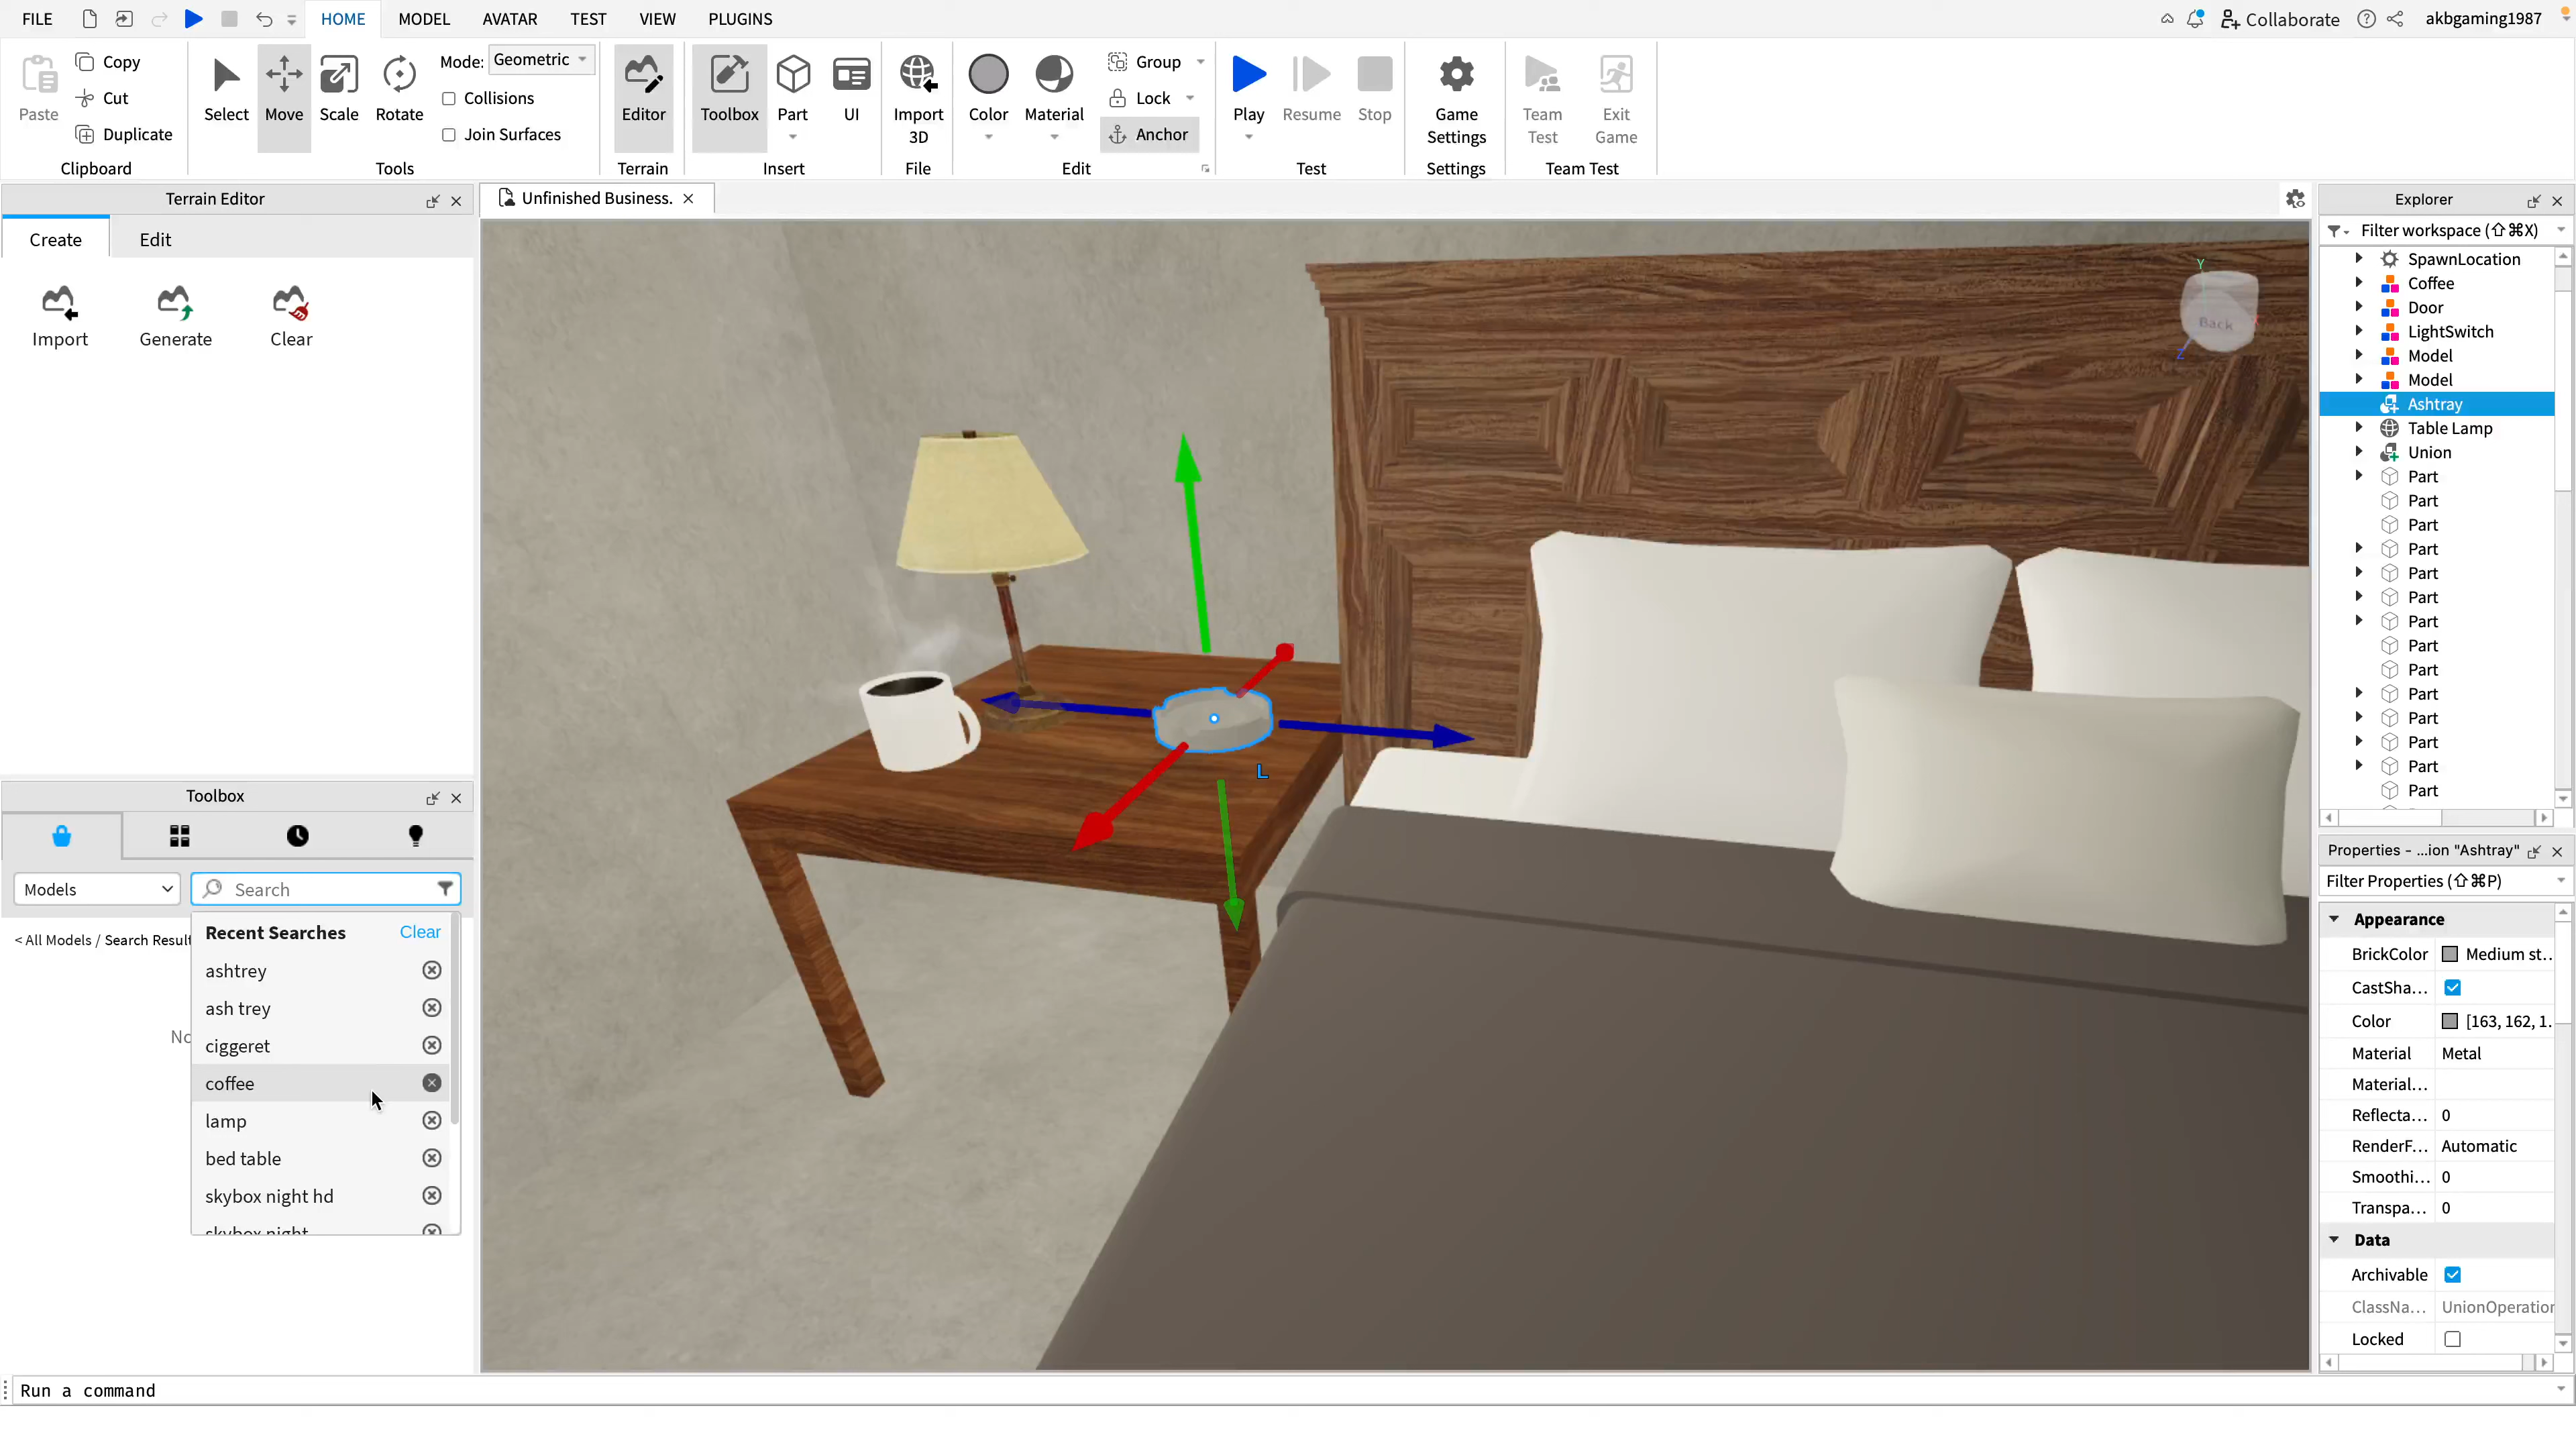 FILE HOME MODEL AVATAR TEST VIEW PLUGINS Collaborate akbgaming1987
Paste Copy Cut Duplicate
Clipboard
Select Move Scale Rotate
Mode: Geometric
Collisions
Join Surfaces
Tools
Editor
Terrain
Toolbox Part UI
Insert
Import
3D
File
Color Material
Group
Lock
Anchor
Edit
Play Resume Stop
Test
Game
Settings
Settings
Team
Test
Exit
Game
Team Test
Terrain Editor
Create Edit
Import Generate Clear
Unfinished Business.
Back
Y
Z
L
Explorer
Filter workspace (⇧⌘X)
SpawnLocation
Coffee
Door
LightSwitch
Model
Model
Ashtray
Table Lamp
Union
Part
Part
Part
Part
Part
Part
Part
Part
Part
Part
Part
Part
Part
Part
Toolbox
Models Search
< All Models / Search Result
No
Recent Searches Clear
ashtrey
ash trey
ciggeret
coffee
lamp
bed table
skybox night hd
skybox night
Properties - ...ion "Ashtray"
Filter Properties (⇧⌘P)
Appearance
BrickColor Medium st...
CastSha...
Color [163, 162, 1...
Material Metal
Material...
Reflecta... 0
RenderF... Automatic
Smoothi... 0
Transpa... 0
Data
Archivable
ClassNa... UnionOperation
Locked
Run a command